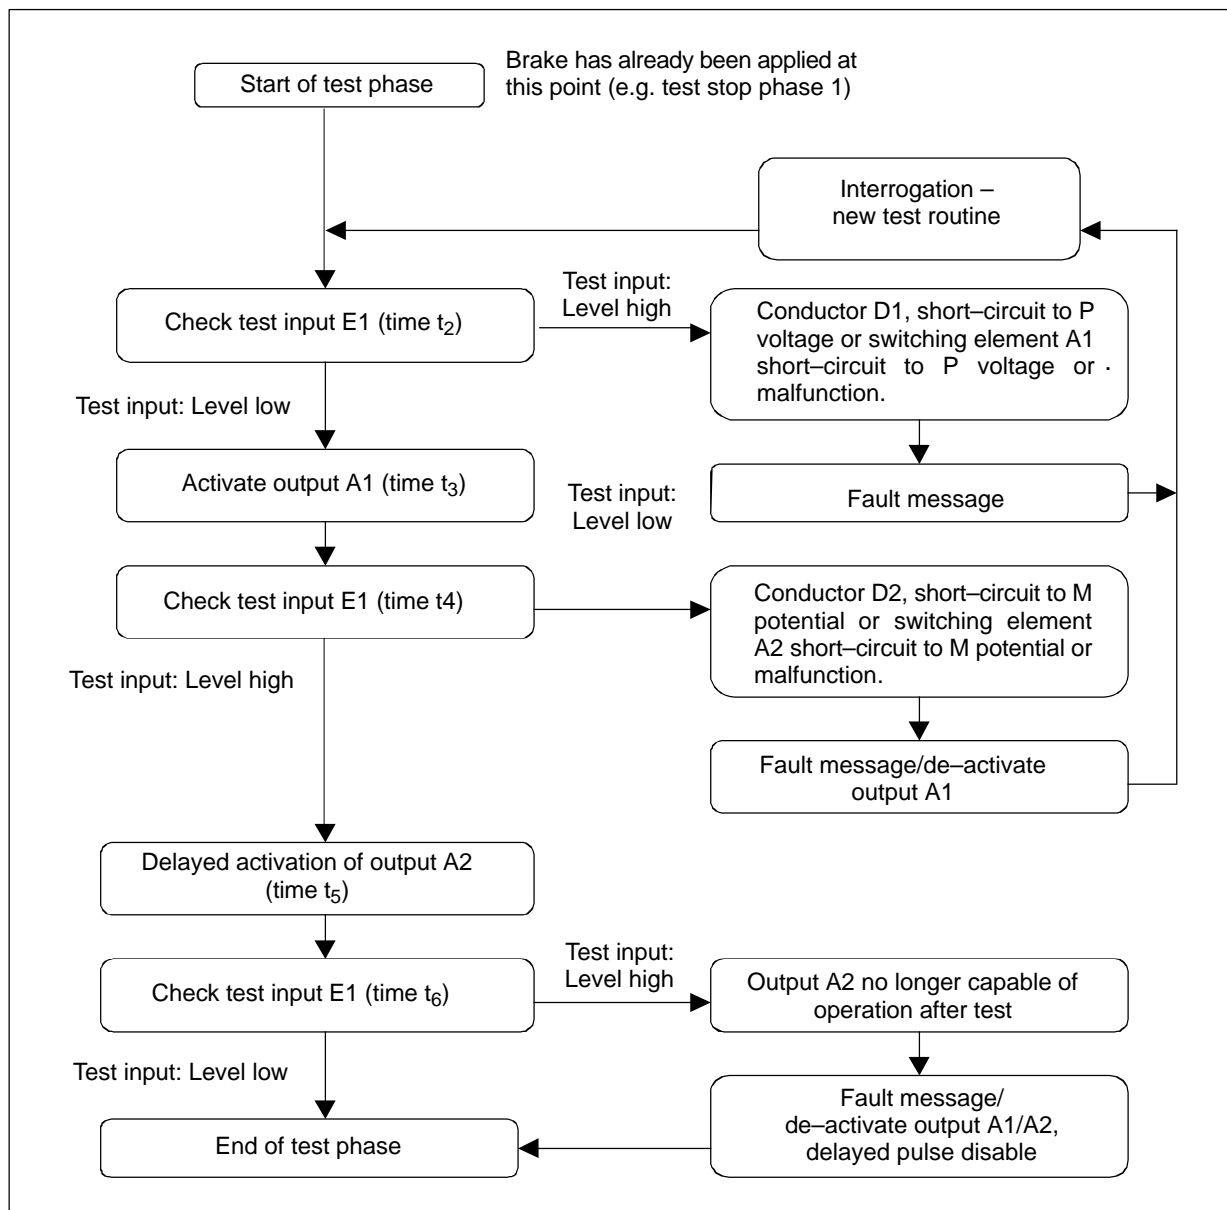 Start of test phase
Brake has already been applied at
this point (e.g. test stop phase 1)
Interrogation –
new test routine
Check test input E1 (time t2)
Test input:
Level high
Conductor D1, short–circuit to P
voltage or switching element A1
short–circuit to P voltage or .
malfunction.
Test input: Level low
Activate output A1 (time t3)
Test input:
Level low
Fault message
Check test input E1 (time t4)
Conductor D2, short–circuit to M
potential or switching element
A2 short–circuit to M potential or
malfunction.
Test input: Level high
Fault message/de–activate
output A1
Delayed activation of output A2
(time t5)
Check test input E1 (time t6)
Test input:
Level high
Output A2 no longer capable of
operation after test
Test input: Level low
Fault message/
de–activate output A1/A2,
delayed pulse disable
End of test phase